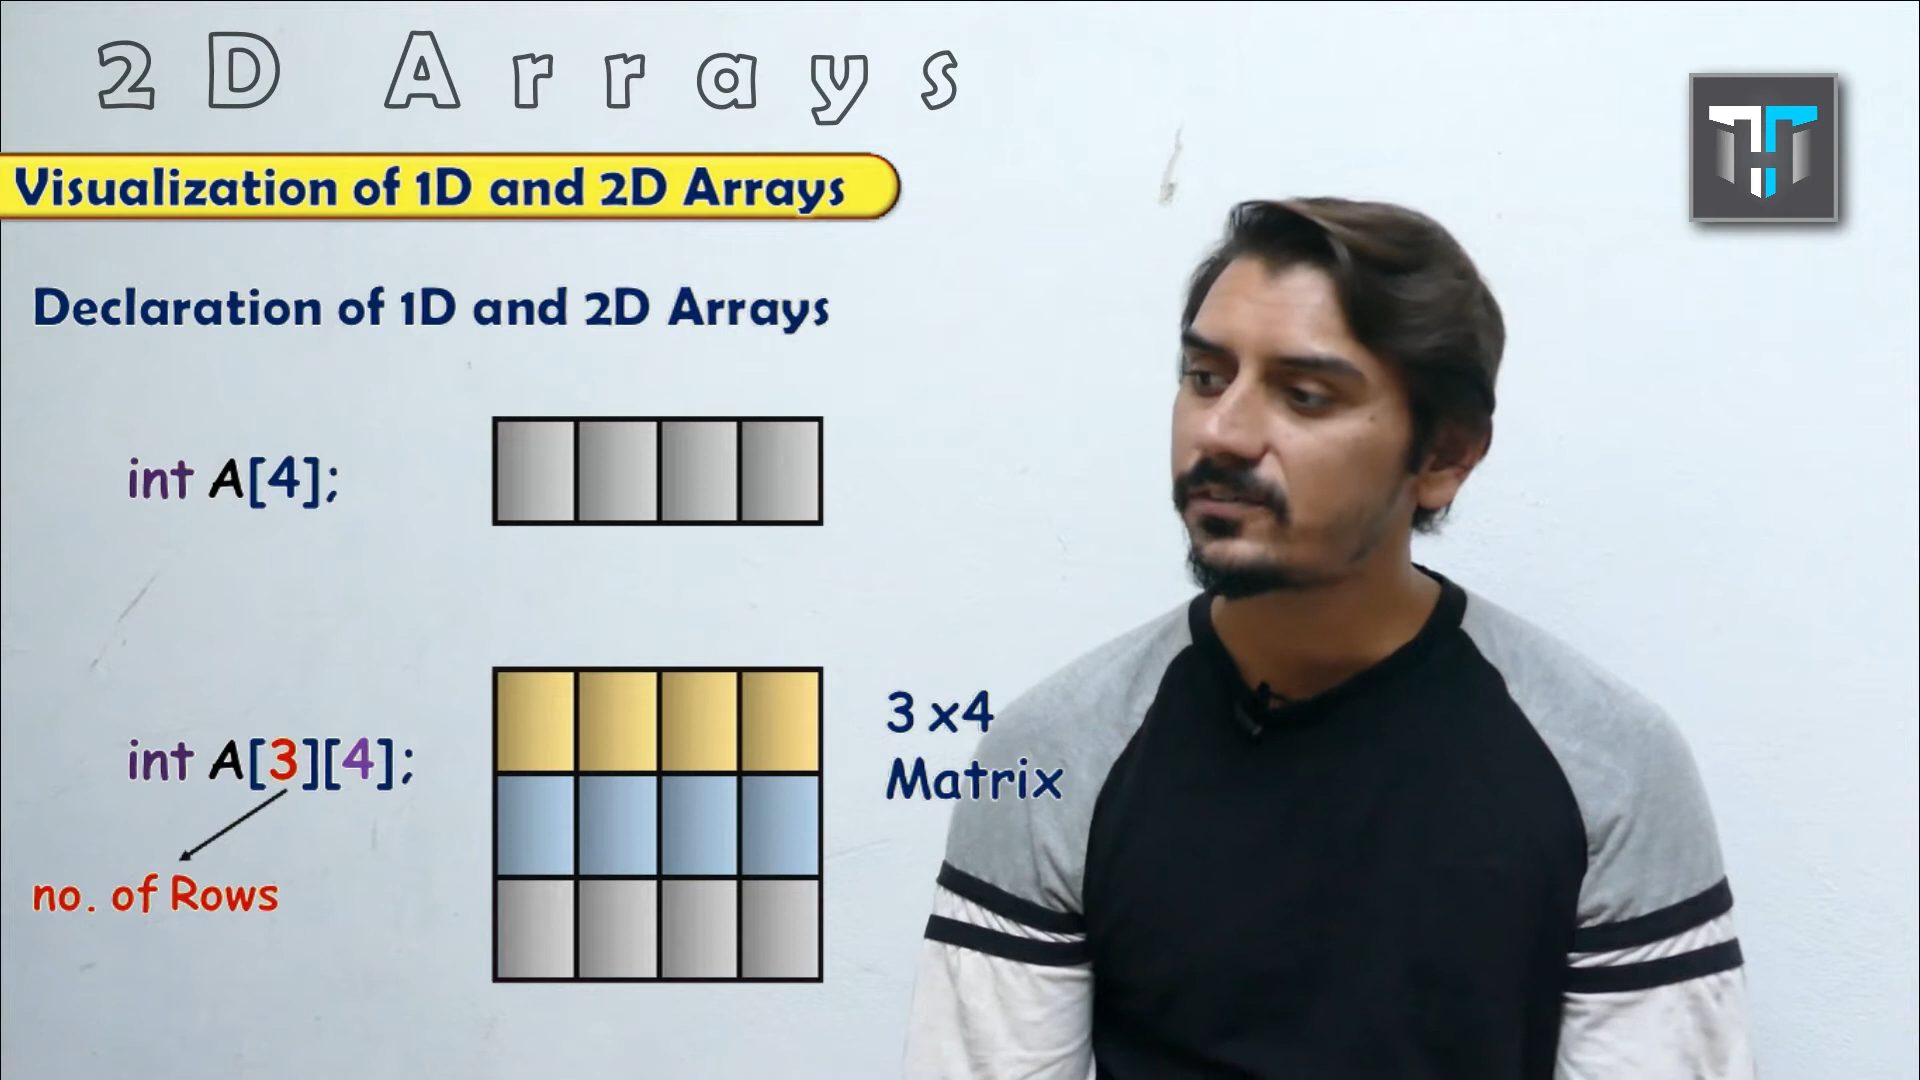 2D Arrays
Visualization of 1D and 2D Arrays
Declaration of 1D and 2D Arrays
int A[4];
int A[3][4];
no. of Rows
3 x4
Matrix